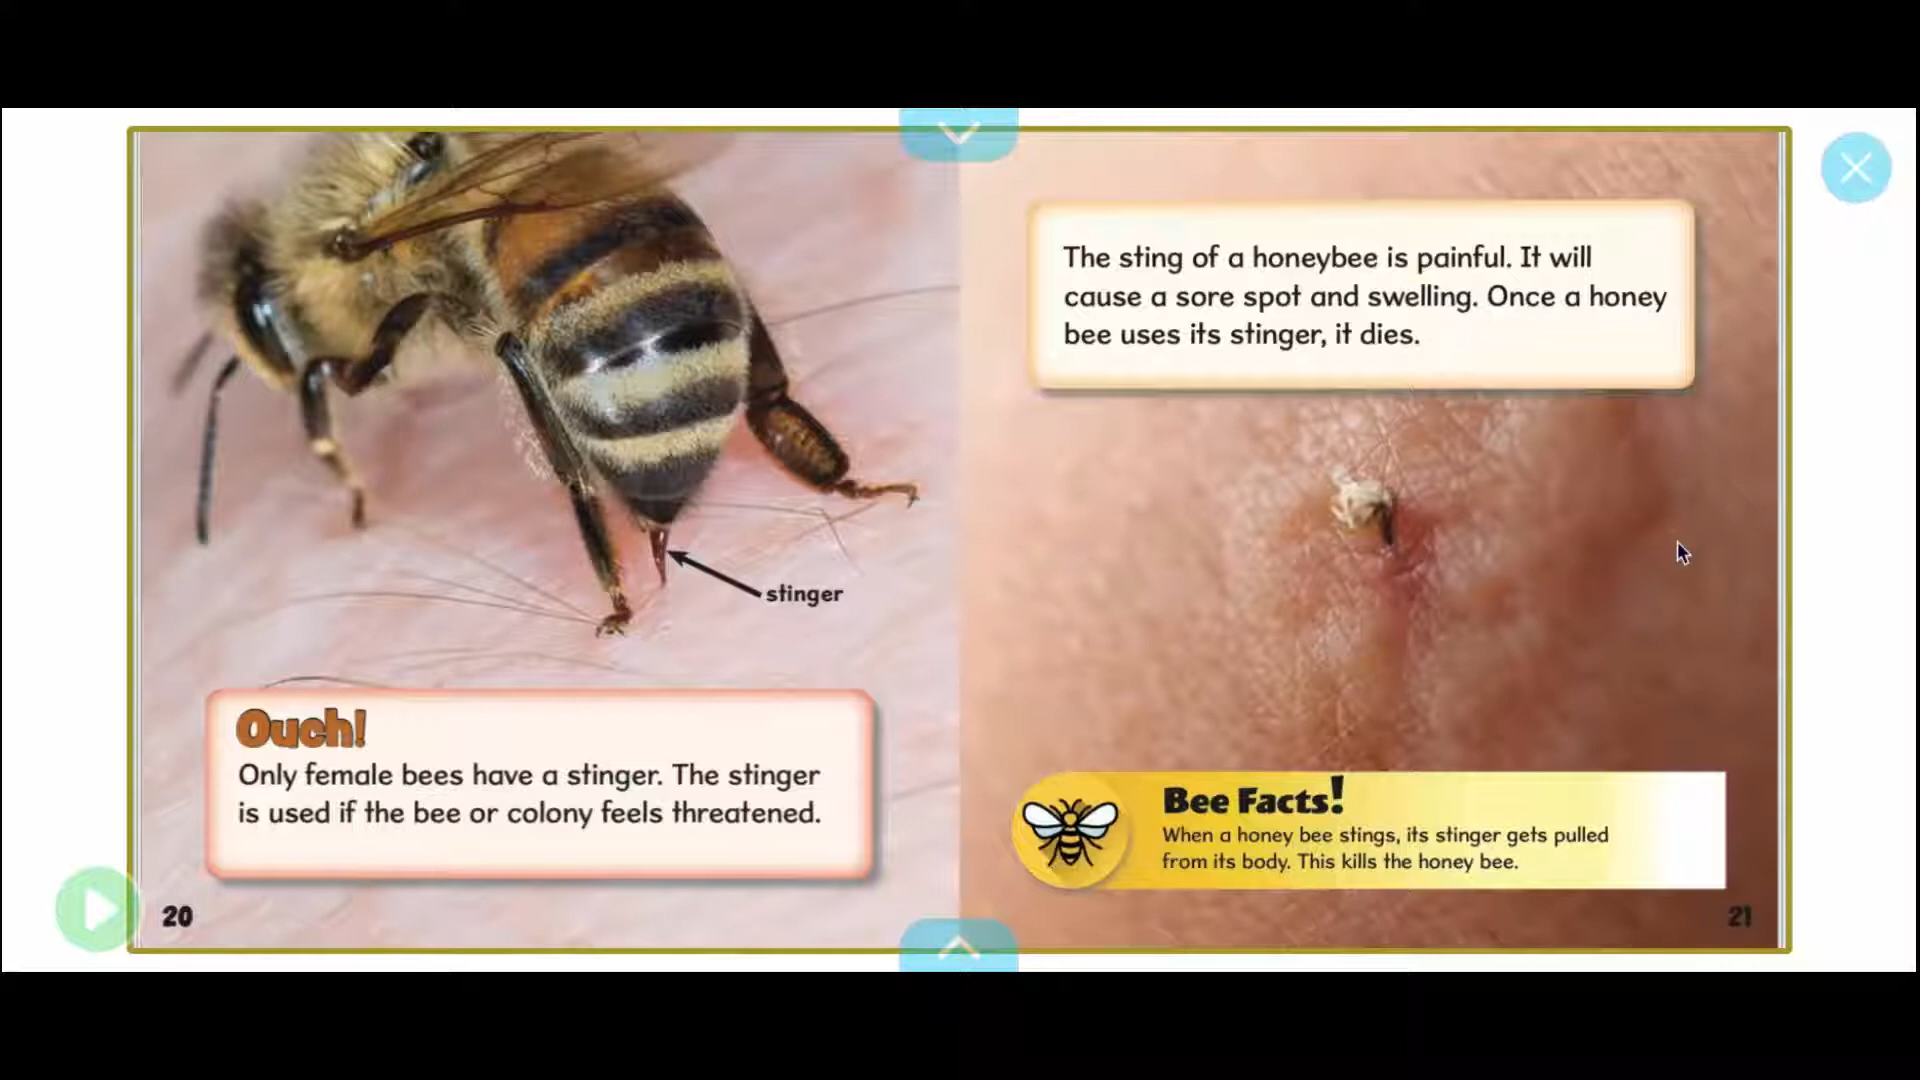 stinger
Ouch!
Only female bees have a stinger. The stinger
is used if the bee or colony feels threatened.
20
The sting of a honeybee is painful. It will
cause a sore spot and swelling. Once a honey
bee uses its stinger, it dies.
Bee Facts!
When a honey bee stings, its stinger gets pulled
from its body. This kills the honey bee.
21